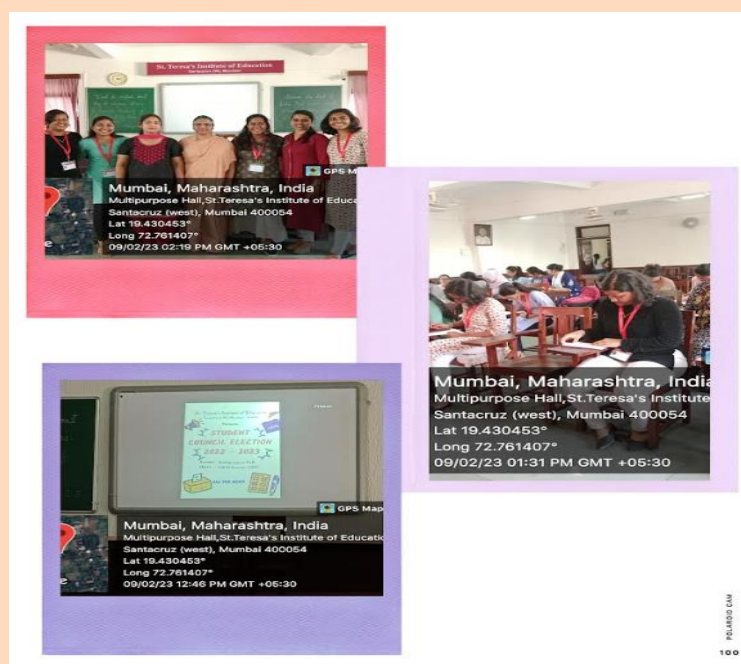 St. Teresa's Institute of Education
Santacruz (W), Mumbai
GPS M
Mumbai, Maharashtra, India
Multipurpose Hall,St.Teresa's Institute of Educa
Santacruz (west), Mumbai 400054
Lat 19.430453°
Long 72.761407°
09/02/23 02:19 PM GMT +05:30
Mumbai, Maharashtra, India
Multipurpose Hall,St.Teresa's Institute
Santacruz (west), Mumbai 400054
Lat 19.430453°
Long 72.761407°
09/02/23 01:31 PM GMT +05:30
STUDENT
COUNCIL ELECTION
2022 - 2023
ALL THE BEST
GPS Map
Mumbai, Maharashtra, India
Multipurpose Hall,St.Teresa's Institute of Educatio
Santacruz (west), Mumbai 400054
Lat 19.430453°
Long 72.761407°
09/02/23 12:46 PM GMT +05:30
POLAROID CAM
100